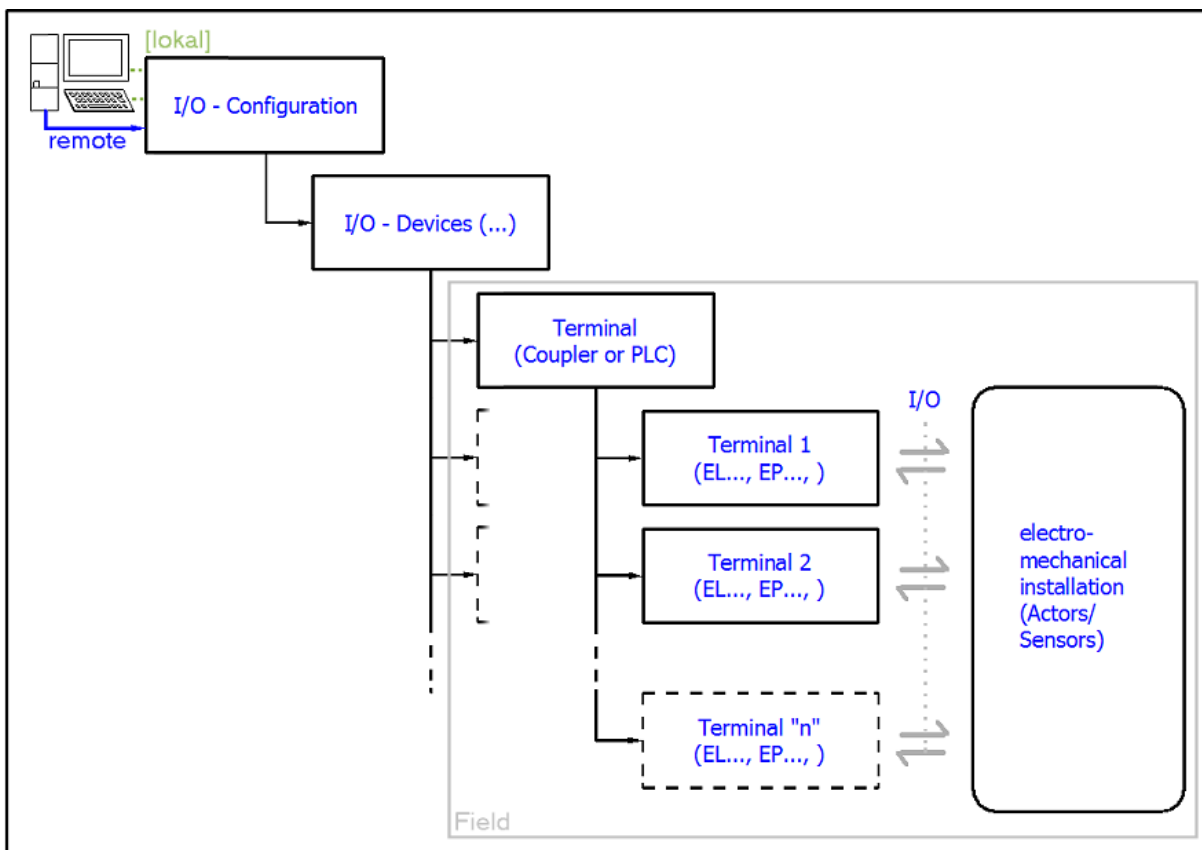 [lokal]
I/O - Configuration
remote
I/O - Devices (...)
Terminal
(Coupler or PLC)
I/O
Terminal 1
(EL..., EP..., )
Terminal 2
(EL..., EP..., )
electro-
mechanical
installation
(Actors/
Sensors)
Terminal "n"
(EL..., EP..., )
Field